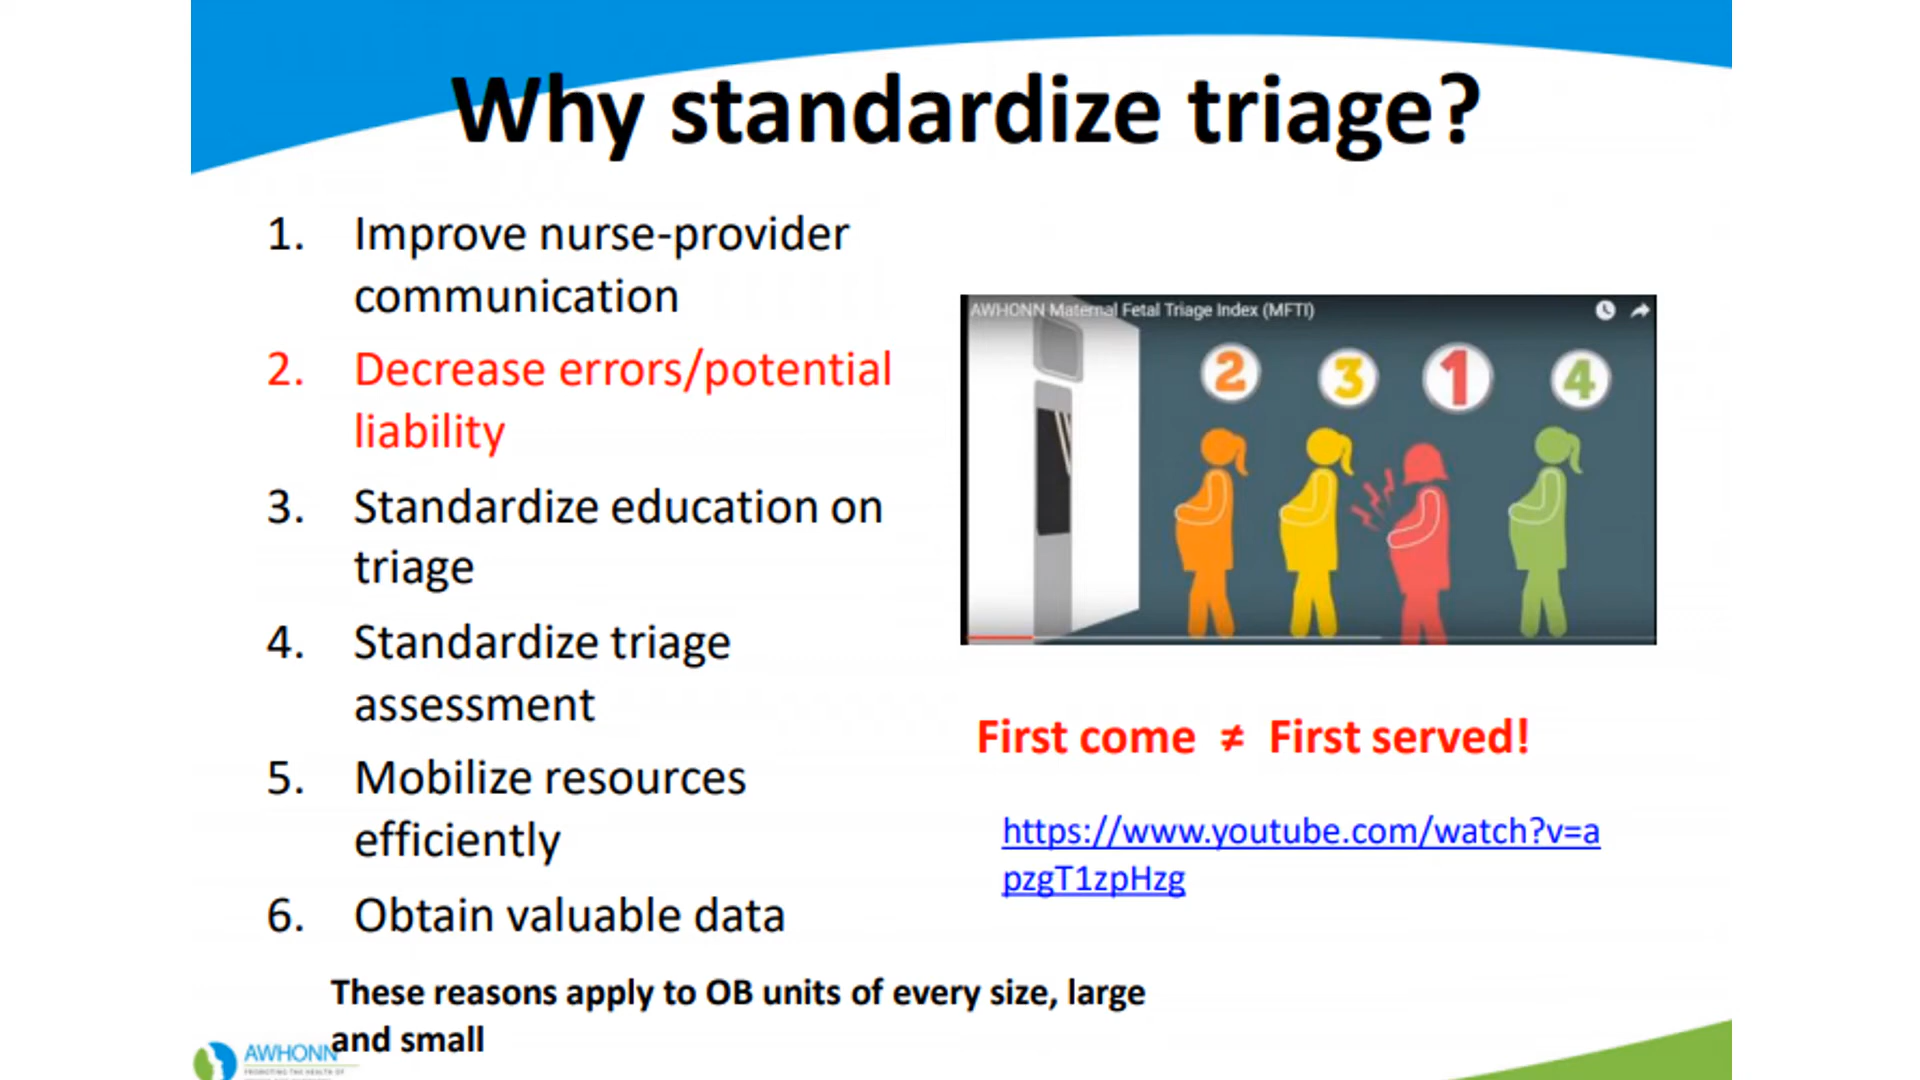 Why standardize triage?
1. Improve nurse-provider
communication
2. Decrease errors/potential
liability
3. Standardize education on
triage
4. Standardize triage
assessment
5. Mobilize resources
efficiently
6. Obtain valuable data
These reasons apply to OB units of every size, large
and small
AWHONN Maternal Fetal Triage Index (MFTI)
2 3 1 4
First come ≠ First served!
https://www.youtube.com/watch?v=a
pzgT1zpHzg
AWHONN
PROMOTING THE HEALTH OF